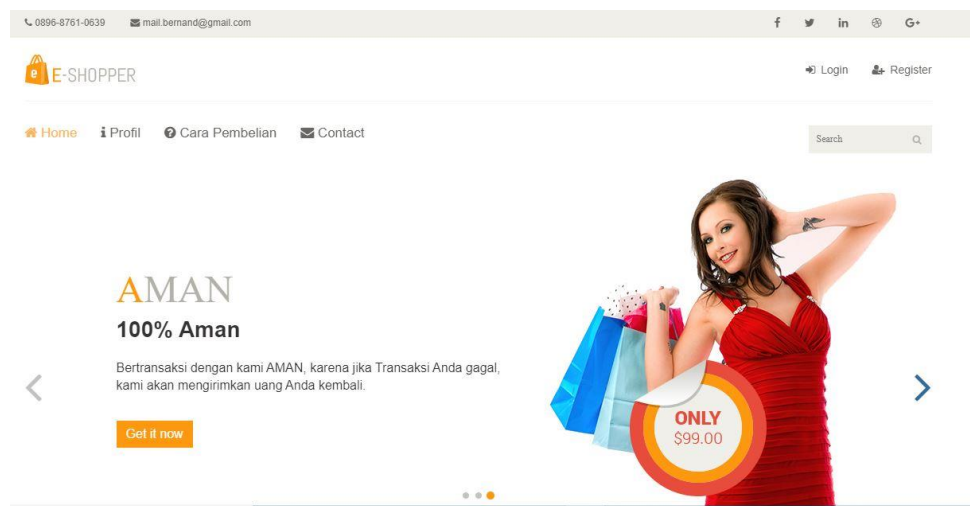 0896-8761-0639 mail.bernand@gmail.com
e E-SHOPPER
Login Register
Home Profil Cara Pembelian Contact
Search
AMAN
100% Aman
Bertransaksi dengan kami AMAN, karena jika Transaksi Anda gagal,
kami akan mengirimkan uang Anda kembali.
Get it now
ONLY
$99.00